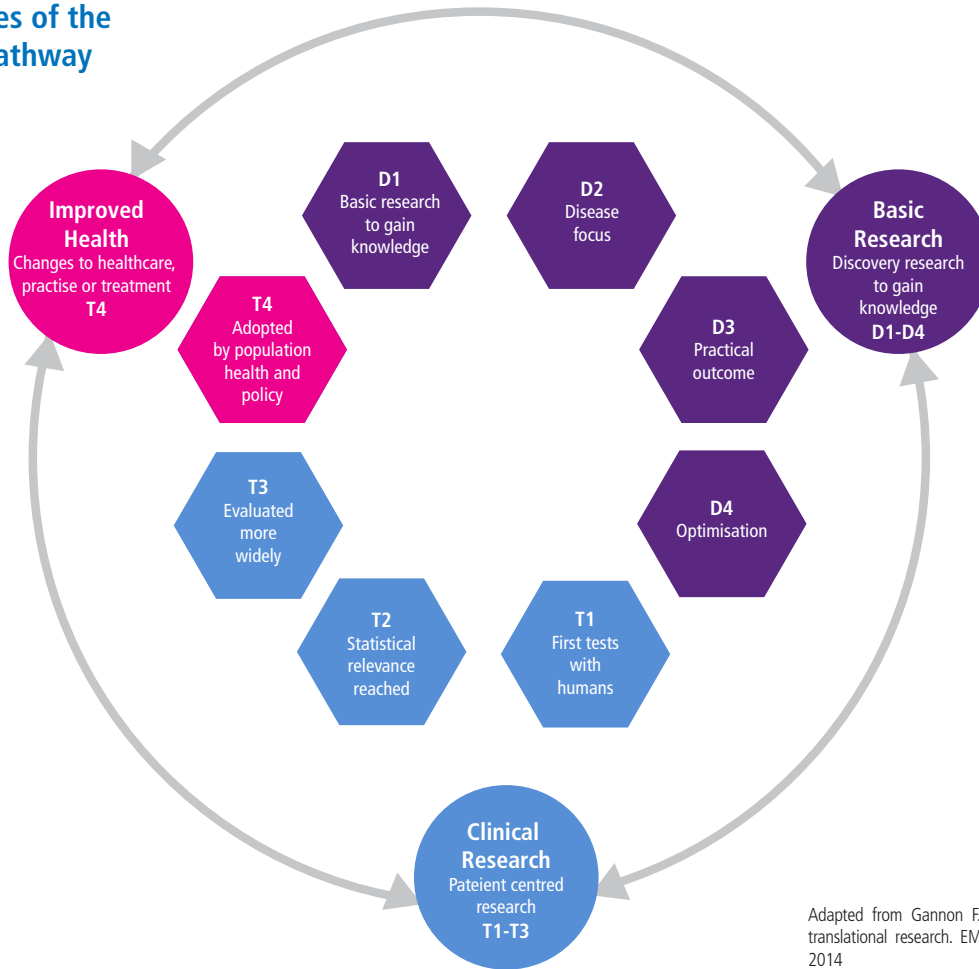 es of the
athway
Improved
Health
Changes to healthcare,
practise or treatment
T4
D1
Basic research
to gain
knowledge
D2
Disease
focus
Basic
Research
Discovery research
to gain
knowledge
D1-D4
T4
Adopted
by population
health and
policy
D3
Practical
outcome
T3
Evaluated
more
widely
D4
Optimisation
T2
Statistical
relevance
reached
T1
First tests
with
humans
Clinical
Research
Pateient centred
research
T1-T3
Adapted from Gannon F.
translational research. EM
2014